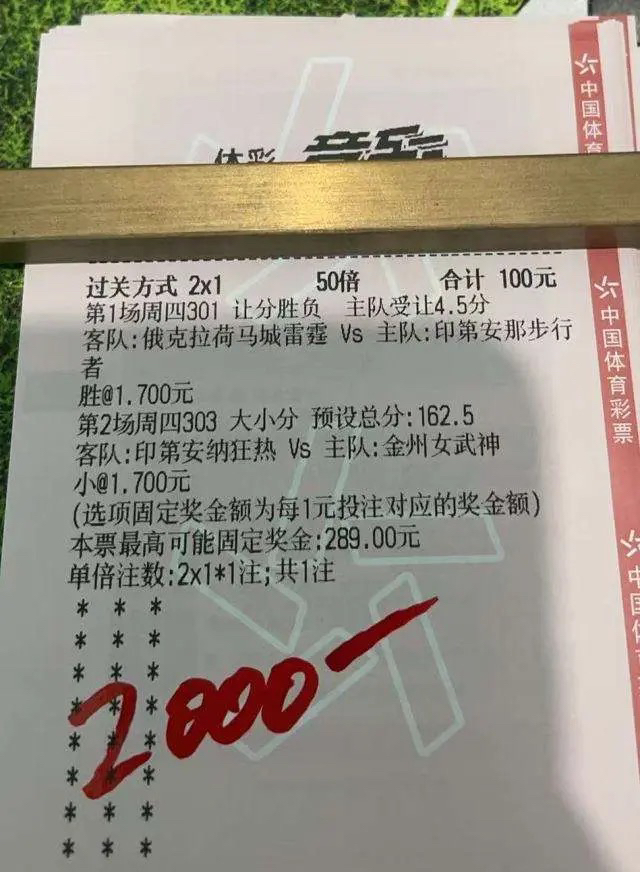 体彩 竞彩
过关方式 2x1 50倍 合计 100元
第1场周四301 让分胜负 主队受让4.5分
客队:俄克拉荷马城雷霆 Vs 主队:印第安那步行
者
胜@1.700元
第2场周四303 大小分 预设总分:162.5
客队:印第安纳狂热 Vs 主队:金州女武神
小@1.700元
(选项固定奖金额为每1元投注对应的奖金额)
本票最高可能固定奖金:289.00元
单倍注数:2x1*1注;共1注
* * *
* * *
* * *
* * *
* * *
* * *
* * *
* * *
2000-
中国体育
中国体育彩票
中国体育